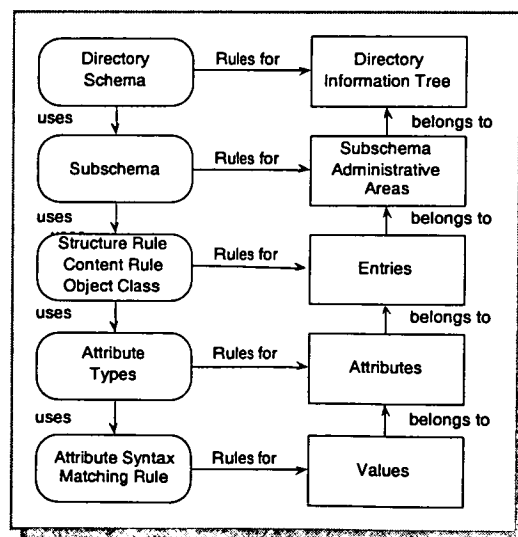 Directory
Schema
Rules for
Directory
Information Tree
uses
belongs to
Subschema
Rules for
Subschema
Administrative
Areas
uses
belongs to
Structure Rule
Content Rule
Object Class
Rules for
Entries
uses
belongs to
Attribute
Types
Rules for
Attributes
uses
belongs to
Attribute Syntax
Matching Rule
Rules for
Values